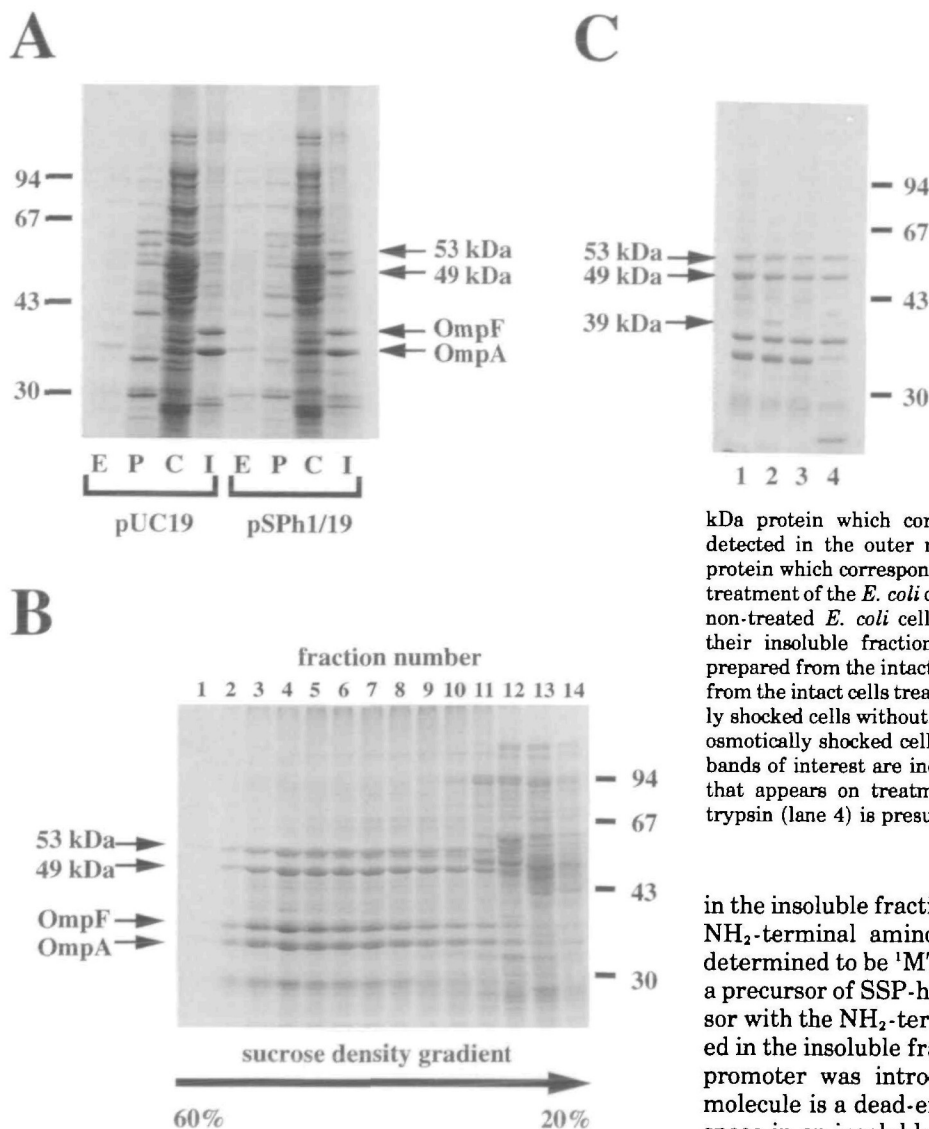 A
94
67
43
30
53 kDa
49 kDa
OmpF
OmpA
E P C I E P C I
pUC19 pSPh1/19
B
fraction number
1 2 3 4 5 6 7 8 9 10 11 12 13 14
53 kDa
49 kDa
OmpF
OmpA
94
67
43
30
sucrose density gradient
60% 20%
C
53 kDa
49 kDa
39 kDa
94
67
43
30
1 2 3 4
kDa protein which cor
detected in the outer
protein which correspon
treatment of the E. coli
non-treated E. coli cell
their insoluble fraction
prepared from the intact
from the intact cells trea
ly shocked cells without
osmotically shocked cell
bands of interest are in
that appears on treatm
trypsin (lane 4) is presu
in the insoluble fracti
NH₂-terminal amino
determined to be ¹M
a precursor of SSP-h
sor with the NH₂-ter
ed in the insoluble fra
promoter was intro
molecule is a dead-e